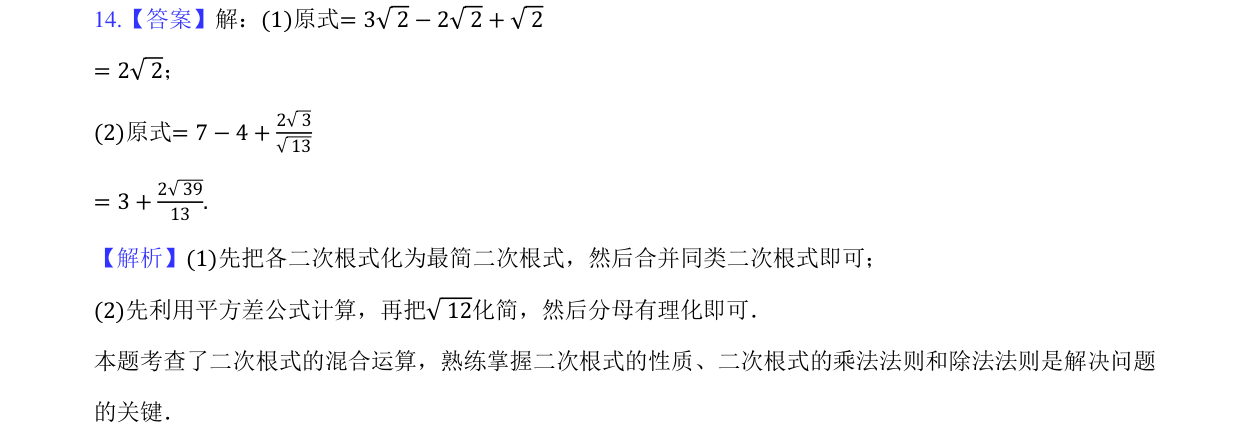 14.【答案】解：(1)原式= 3√2 − 2√2 + √2
= 2√2；
(2)原式= 7 − 4 + 2√3/√13
= 3 + 2√39/13.
【解析】(1)先把各二次根式化为最简二次根式，然后合并同类二次根式即可；
(2)先利用平方差公式计算，再把√12化简，然后分母有理化即可．
本题考查了二次根式的混合运算，熟练掌握二次根式的性质、二次根式的乘法法则和除法法则是解决问题
的关键．